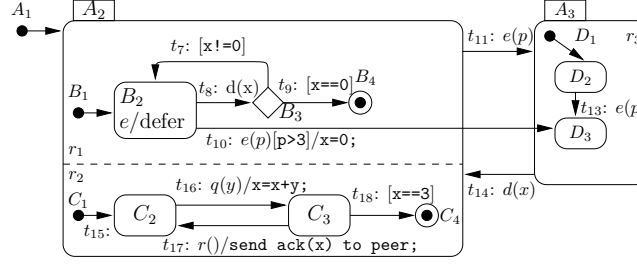 A1
A2
A3
t7: [x!=0]
t11: e(p)
r3
D1
B1
B2
t8: d(x)
t9: [x==0]
B4
D2
e/defer
B3
t13: e(p
t10: e(p)[p>3]/x=0;
D3
r1
r2
t16: q(y)/x=x+y;
t18: [x==3]
t14: d(x)
C1
C2
C3
C4
t15:
t17: r()/send ack(x) to peer;